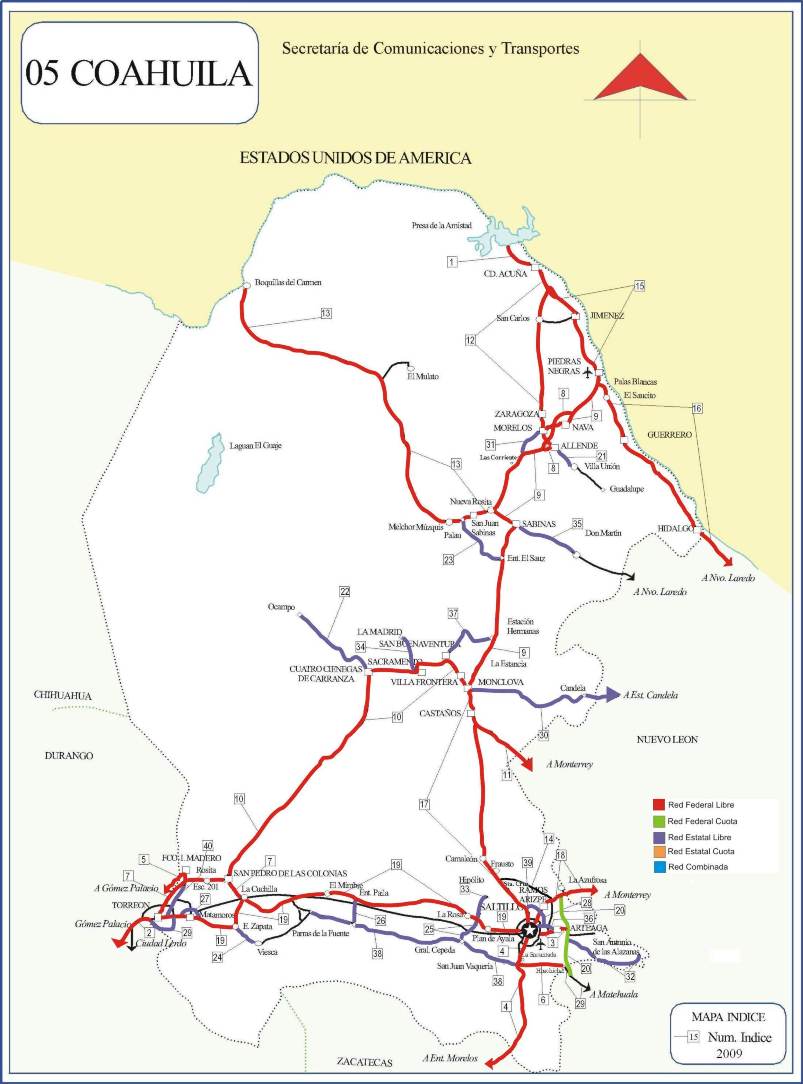 05 COAHUILA
Secretaría de Comunicaciones y Transportes
ESTADOS UNIDOS DE AMERICA
Presa de la Amistad
1
CD. ACUÑA
Boquillas del Carmen
15
13
San Carlos
JIMENEZ
12
PIEDRAS
NEGRAS
El Mulato
Palas Blancas
El Saucito
8
9
16
ZARAGOZA
MORELOS
NAVA
GUERRERO
Laguan El Guaje
31
ALLENDE
Las Corriente
21
8
Villa Unión
13
9
Guadalupe
Nueva Rosita
Melchor Múzquis
San Juan
Sabinas
Palau
SABINAS
35
Don Martín
HIDALGO
23
Ent. El Sauz
A Nvo. Laredo
A Nvo. Laredo
22
Ocampo
37
LA MADRID
Estación
Hermanas
34
SAN BUENAVENTURA
9
SACRAMENTO
La Estancia
CUATRO CIENEGAS
DE CARRANZA
VILLA FRONTERA
MONCLOVA
Candela
A Est. Candela
CHIHUAHUA
10
CASTAÑOS
30
NUEVO LEON
DURANGO
A Monterrey
11
10
17
Red Federal Libre
Red Federal Cuota
Red Estatal Libre
Red Estatal Cuota
Red Combinada
40
14
5
FCO. I. MADERO
7
Camaleón
Frausto
39
18
7
Rosita
SAN PEDRO DE LAS COLONIAS
19
Hipólito
La Azufrosa
A Gómez Palacio
Esc. 201
La Cuchilla
El Mimbre
Ent. Paila
33
RAMOS
ARIZPE
A Monterrey
27
28
TORREON
Matamoros
SALTILLO
20
36
La Rosa
19
Gómez Palacio
2
29
19
E. Zapata
19
Parras de la Fuente
26
25
Plan de Ayala
3
ARTEAGA
Ciudad Lerdo
24
Viesca
38
Gral. Cepeda
4
San Antonio
de las Alazanas
San Juan Vaquería
20
32
38
4
6
29
A Matehuala
MAPA INDICE
15 Num. Indice
2009
ZACATECAS
A Ent. Morelos